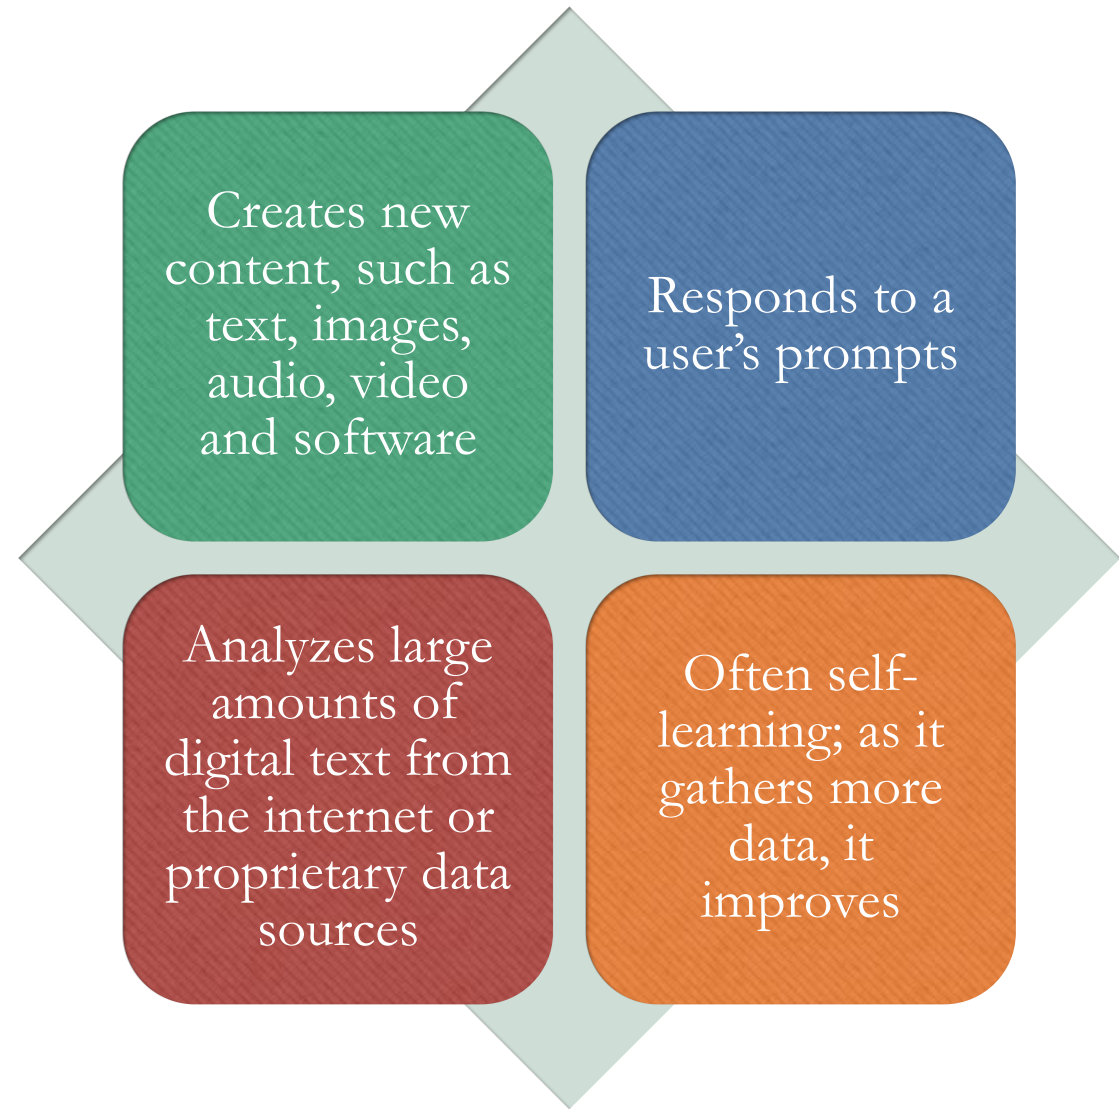 Creates new
content, such as
text, images,
audio, video
and software
Responds to a
user’s prompts
Analyzes large
amounts of
digital text from
the internet or
proprietary data
sources
Often self-
learning; as it
gathers more
data, it
improves